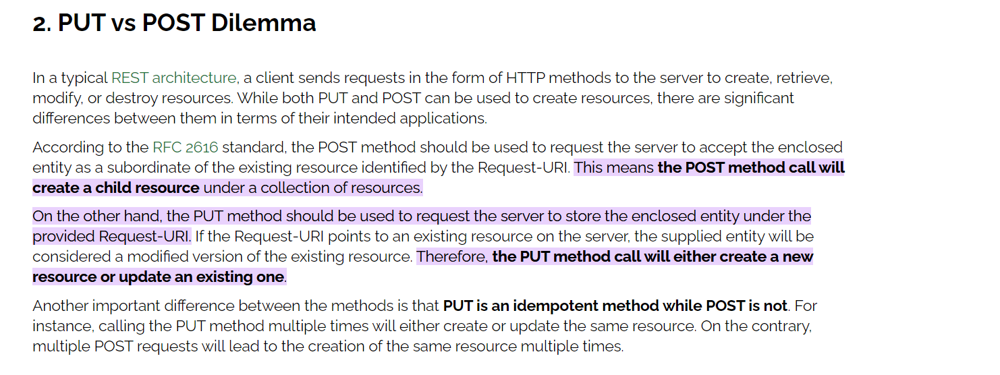 2. PUT vs POST Dilemma
In a typical REST architecture, a client sends requests in the form of HTTP methods to the server to create, retrieve,
modify, or destroy resources. While both PUT and POST can be used to create resources, there are significant
differences between them in terms of their intended applications.
According to the RFC 2616 standard, the POST method should be used to request the server to accept the enclosed
entity as a subordinate of the existing resource identified by the Request-URI. This means the POST method call will
create a child resource under a collection of resources.
On the other hand, the PUT method should be used to request the server to store the enclosed entity under the
provided Request-URI. If the Request-URI points to an existing resource on the server, the supplied entity will be
considered a modified version of the existing resource. Therefore, the PUT method call will either create a new
resource or update an existing one.
Another important difference between the methods is that PUT is an idempotent method while POST is not. For
instance, calling the PUT method multiple times will either create or update the same resource. On the contrary,
multiple POST requests will lead to the creation of the same resource multiple times.